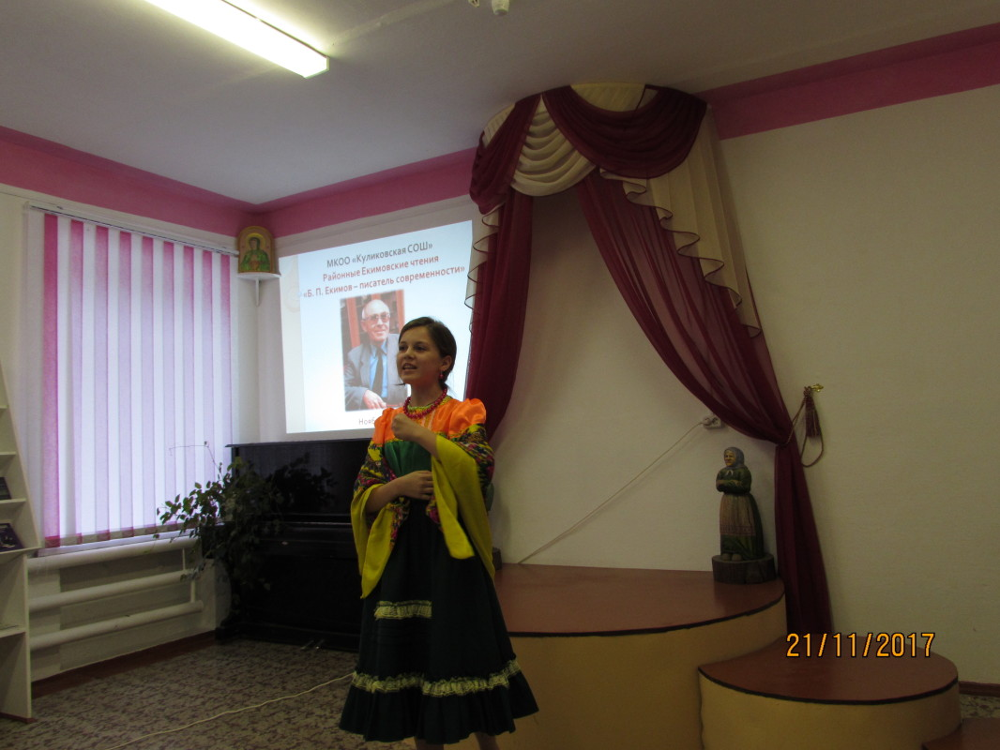 МКОО «Куликовская СОШ»
Районные Екимовские чтения
«Б. П. Екимов – писатель современности»
21/11/2017